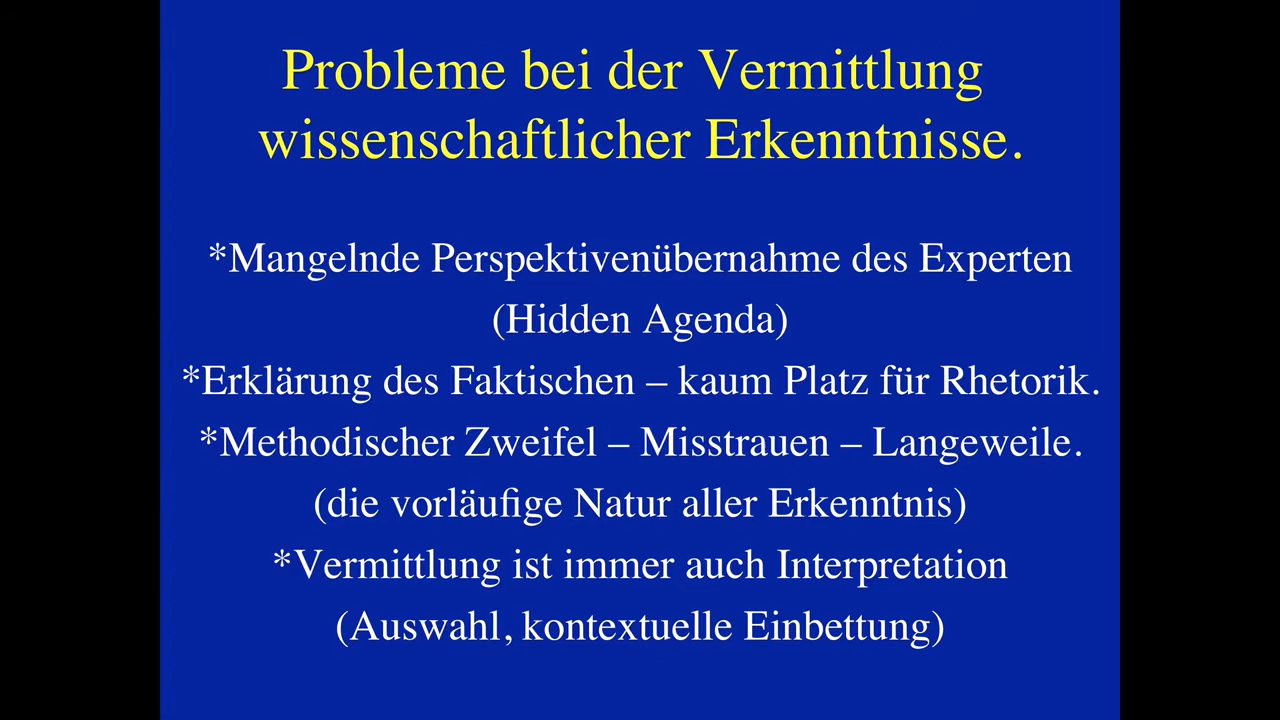 Probleme bei der Vermittlung
wissenschaftlicher Erkenntnisse.
*Mangelnde Perspektivenübernahme des Experten
(Hidden Agenda)
*Erklärung des Faktischen – kaum Platz für Rhetorik.
*Methodischer Zweifel – Misstrauen – Langeweile.
(die vorläufige Natur aller Erkenntnis)
*Vermittlung ist immer auch Interpretation
(Auswahl, kontextuelle Einbettung)